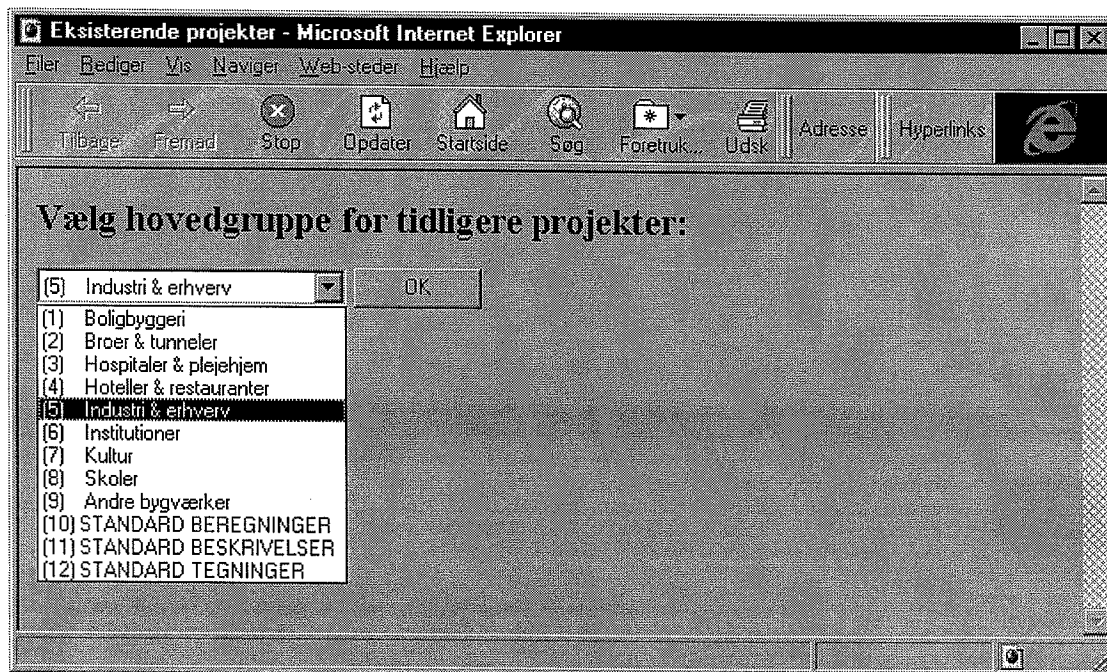 Eksisterende projekter - Microsoft Internet Explorer
Filer Rediger Vis Naviger Web-steder Hjælp
Tilbage Fremad Stop Opdater Startside Søg Foretruk... Udsk Adresse Hyperlinks
Vælg hovedgruppe for tidligere projekter:
(5) Industri & erhverv OK
(1) Boligbyggeri
(2) Broer & tunneler
(3) Hospitaler & plejehjem
(4) Hoteller & restauranter
(5) Industri & erhverv
(6) Institutioner
(7) Kultur
(8) Skoler
(9) Andre bygværker
(10) STANDARD BEREGNINGER
(11) STANDARD BESKRIVELSER
(12) STANDARD TEGNINGER